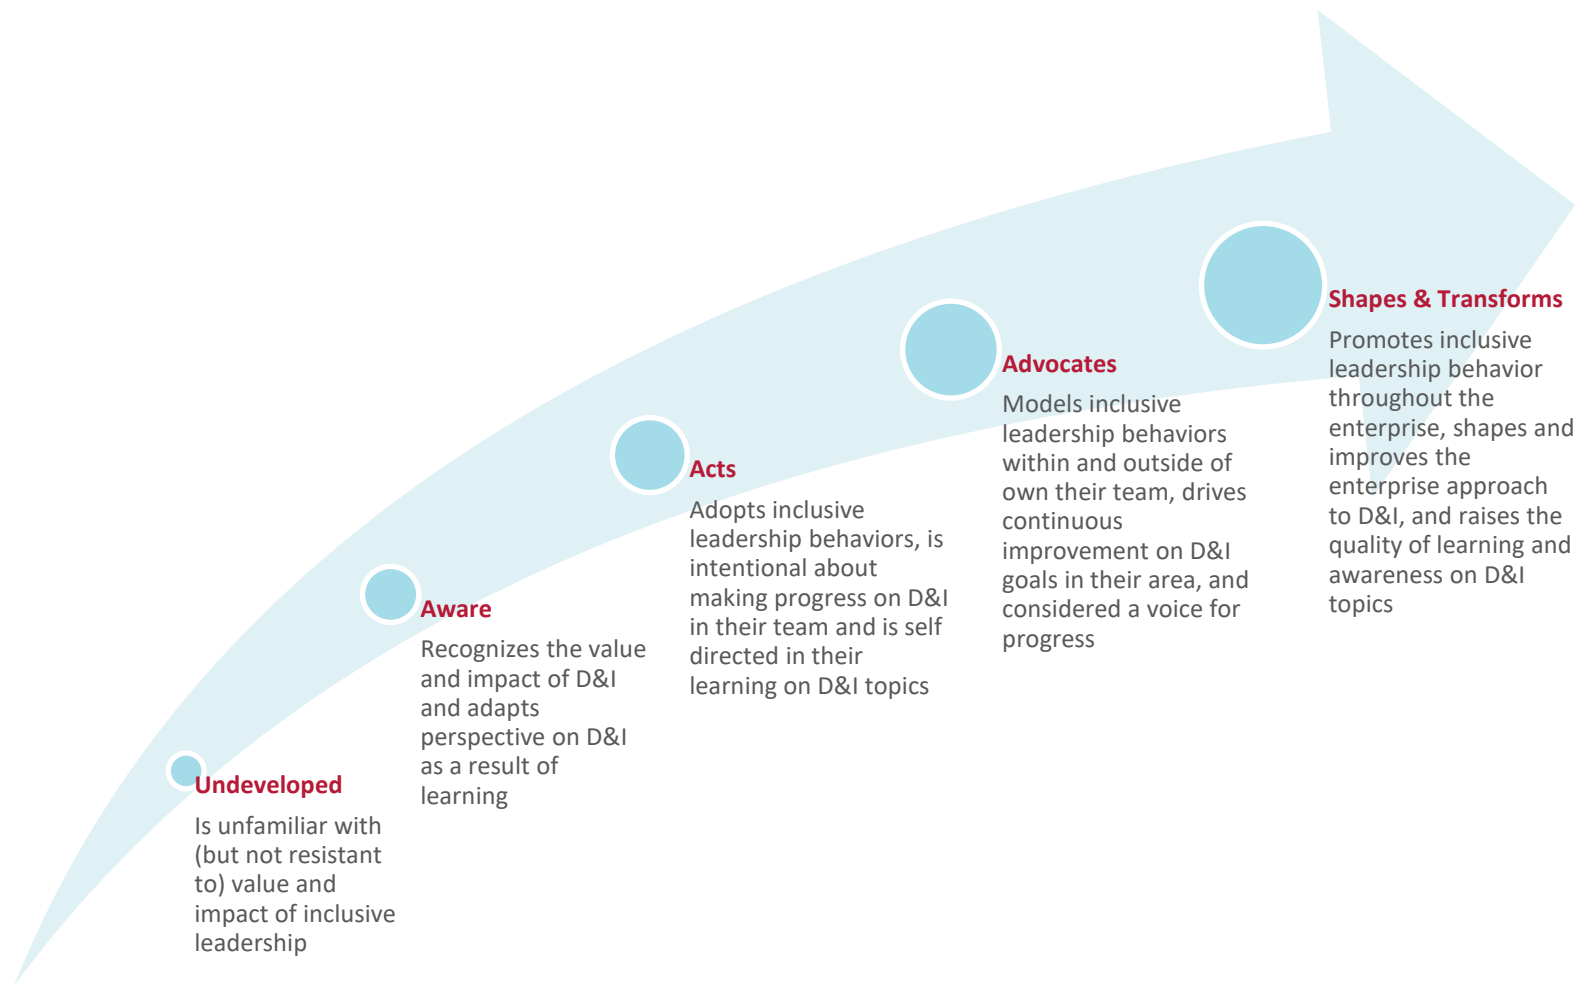 Undeveloped
Is unfamiliar with
(but not resistant
to) value and
impact of inclusive
leadership
Aware
Recognizes the value
and impact of D&I
and adapts
perspective on D&I
as a result of
learning
Acts
Adopts inclusive
leadership behaviors, is
intentional about
making progress on D&I
in their team and is self
directed in their
learning on D&I topics
Advocates
Models inclusive
leadership behaviors
within and outside of
own their team, drives
continuous
improvement on D&I
goals in their area, and
considered a voice for
progress
Shapes & Transforms
Promotes inclusive
leadership behavior
throughout the
enterprise, shapes and
improves the
enterprise approach
to D&I, and raises the
quality of learning and
awareness on D&I
topics